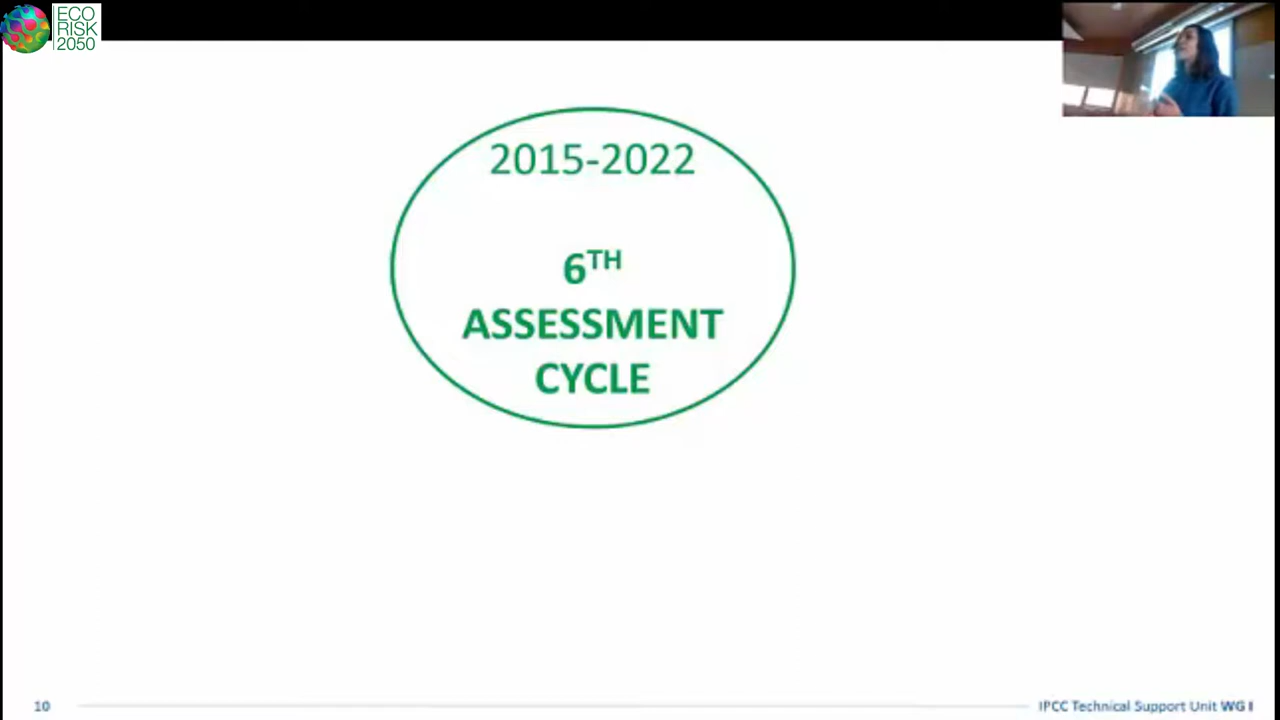 ECO
RISK
2050
2015-2022
6TH
ASSESSMENT
CYCLE
10
IPCC Technical Support Unit WG I